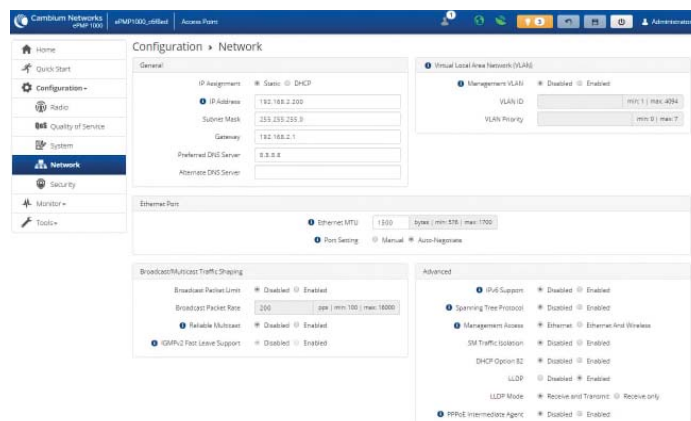 Cambium Networks
ePMP 1000
Access Point
1
3
Administrator
Home
Quick Start
Configuration
Radio
QoS Quality of Service
System
Network
Security
Monitor
Tools
Configuration › Network
General
IP Assignment Static DHCP
IP Address 192.168.2.200
Subnet Mask 255.255.255.0
Gateway 192.168.2.1
Preferred DNS Server 8.8.8.8
Alternate DNS Server
Virtual Local Area Network (VLAN)
Management VLAN Disabled Enabled
VLAN ID min: 1 | max: 4094
VLAN Priority min: 0 | max: 7
Ethernet Port
Ethernet MTU 1500 bytes | min: 576 | max: 1700
Port Setting Manual Auto-Negotiate
Broadcast/Multicast Traffic Shaping
Broadcast Packet Limit Disabled Enabled
Broadcast Packet Rate 200 pps | min: 100 | max: 16000
Reliable Multicast Disabled Enabled
IGMPv2 Fast Leave Support Disabled Enabled
Advanced
IPv6 Support Disabled Enabled
Spanning Tree Protocol Disabled Enabled
Management Access Ethernet Ethernet And Wireless
SM Traffic Isolation Disabled Enabled
DHCP Option 82 Disabled Enabled
LLDP Disabled Enabled
LLDP Mode Receive and Transmit Receive only
PPPoE Intermediate Agent Disabled Enabled